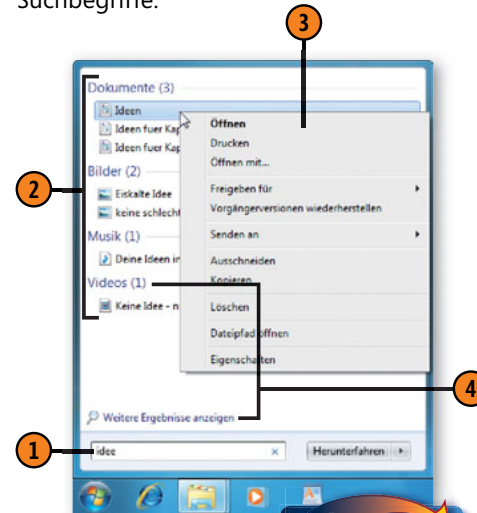 Suchbegriffe.
3
Dokumente (3)
Ideen
Ideen fuer Kap
Ideen fuer Kap
Bilder (2)
Eiskalte Idee
keine schlecht
Musik (1)
Deine Ideen in
Videos (1)
Keine Idee - n
Öffnen
Drucken
Öffnen mit...
Freigeben für
Vorgängerversionen wiederherstellen
Senden an
Ausschneiden
Kopieren
Löschen
Dateipfad öffnen
Eigenschaften
2
4
Weitere Ergebnisse anzeigen
1
idee
Herunterfahren